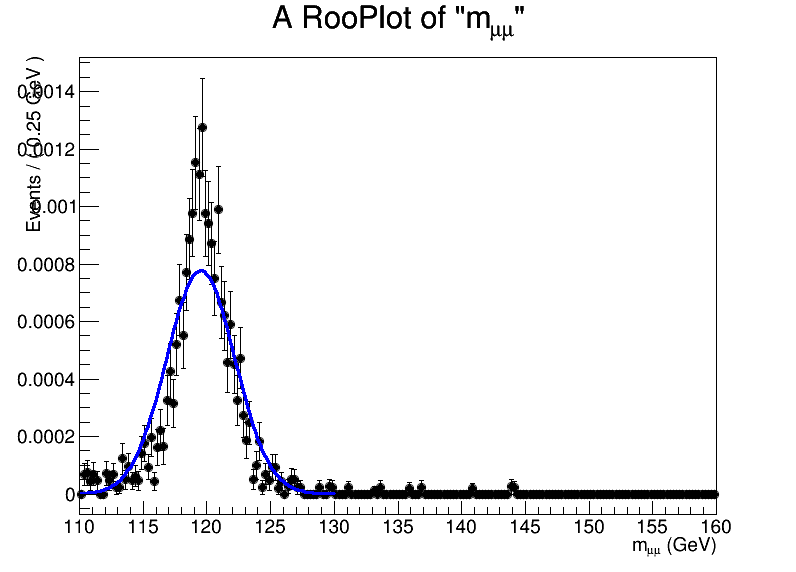 A RooPlot of "mμμ"
Events / ( 0.25 GeV )
0.0014
0.0012
0.001
0.0008
0.0006
0.0004
0.0002
0
110 115 120 125 130 135 140 145 150 155 160
mμμ (GeV)